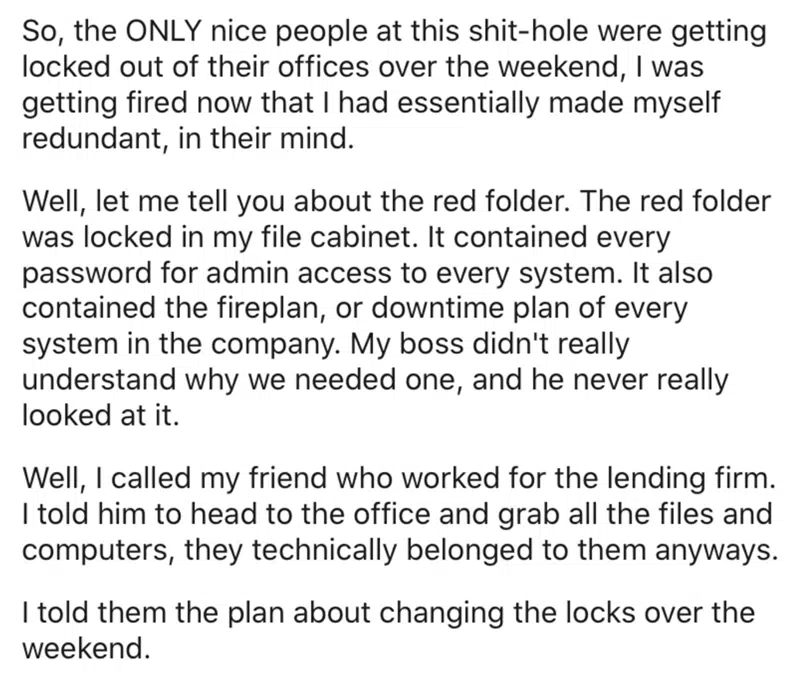 So, the ONLY nice people at this shit-hole were getting
locked out of their offices over the weekend, I was
getting fired now that I had essentially made myself
redundant, in their mind.
Well, let me tell you about the red folder. The red folder
was locked in my file cabinet. It contained every
password for admin access to every system. It also
contained the fireplan, or downtime plan of every
system in the company. My boss didn't really
understand why we needed one, and he never really
looked at it.
Well, I called my friend who worked for the lending firm.
I told him to head to the office and grab all the files and
computers, they technically belonged to them anyways.
I told them the plan about changing the locks over the
weekend.